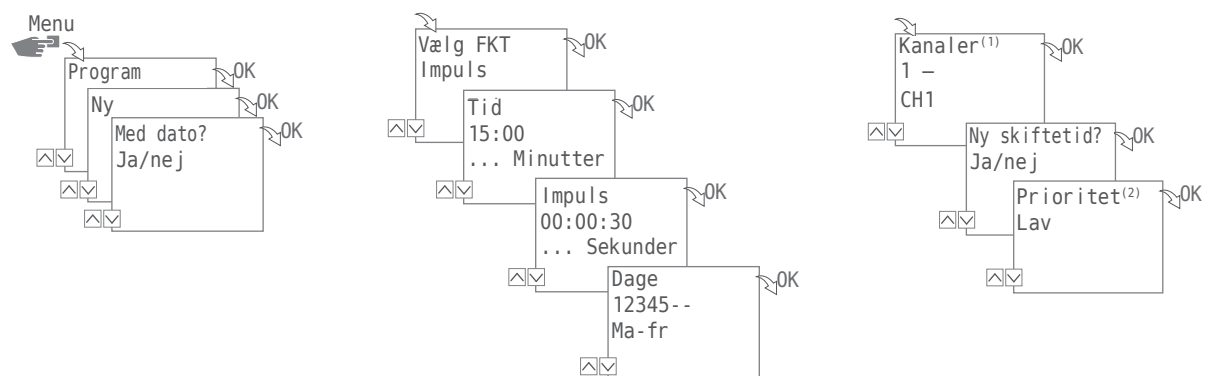 Menu
Program
OK
Ny
OK
Med dato?
OK
Ja/nej
Vælg FKT
OK
Impuls
Tid
OK
15:00
... Minutter
Impuls
OK
00:00:30
... Sekunder
Dage
OK
12345--
Ma-fr
Kanaler(1)
OK
1 –
CH1
Ny skiftetid?
OK
Ja/nej
Prioritet(2)
OK
Lav